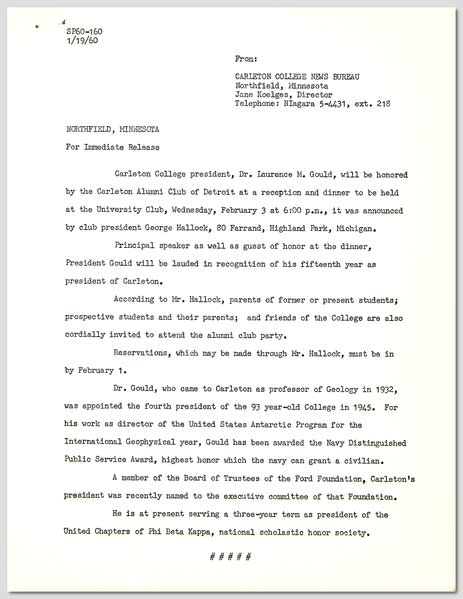 SP60-160
1/19/60
From:
CARLETON COLLEGE NEWS BUREAU
Northfield, Minnesota
Jane Koelges, Director
Telephone: NIagara 5-4431, ext. 218
NORTHFIELD, MINNESOTA
For Immediate Release
Carleton College president, Dr. Laurence M. Gould, will be honored
by the Carleton Alumni Club of Detroit at a reception and dinner to be held
at the University Club, Wednesday, February 3 at 6:00 p.m., it was announced
by club president George Hallock, 80 Farrand, Highland Park, Michigan.
Principal speaker as well as guest of honor at the dinner,
President Gould will be lauded in recognition of his fifteenth year as
president of Carleton.
According to Mr. Hallock, parents of former or present students;
prospective students and their parents; and friends of the College are also
cordially invited to attend the alumni club party.
Reservations, which may be made through Mr. Hallock, must be in
by February 1.
Dr. Gould, who came to Carleton as professor of Geology in 1932,
was appointed the fourth president of the 93 year-old College in 1945. For
his work as director of the United States Antarctic Program for the
International Geophysical year, Gould has been awarded the Navy Distinguished
Public Service Award, highest honor which the navy can grant a civilian.
A member of the Board of Trustees of the Ford Foundation, Carleton's
president was recently named to the executive committee of that Foundation.
He is at present serving a three-year term as president of the
United Chapters of Phi Beta Kappa, national scholastic honor society.
# # # # #